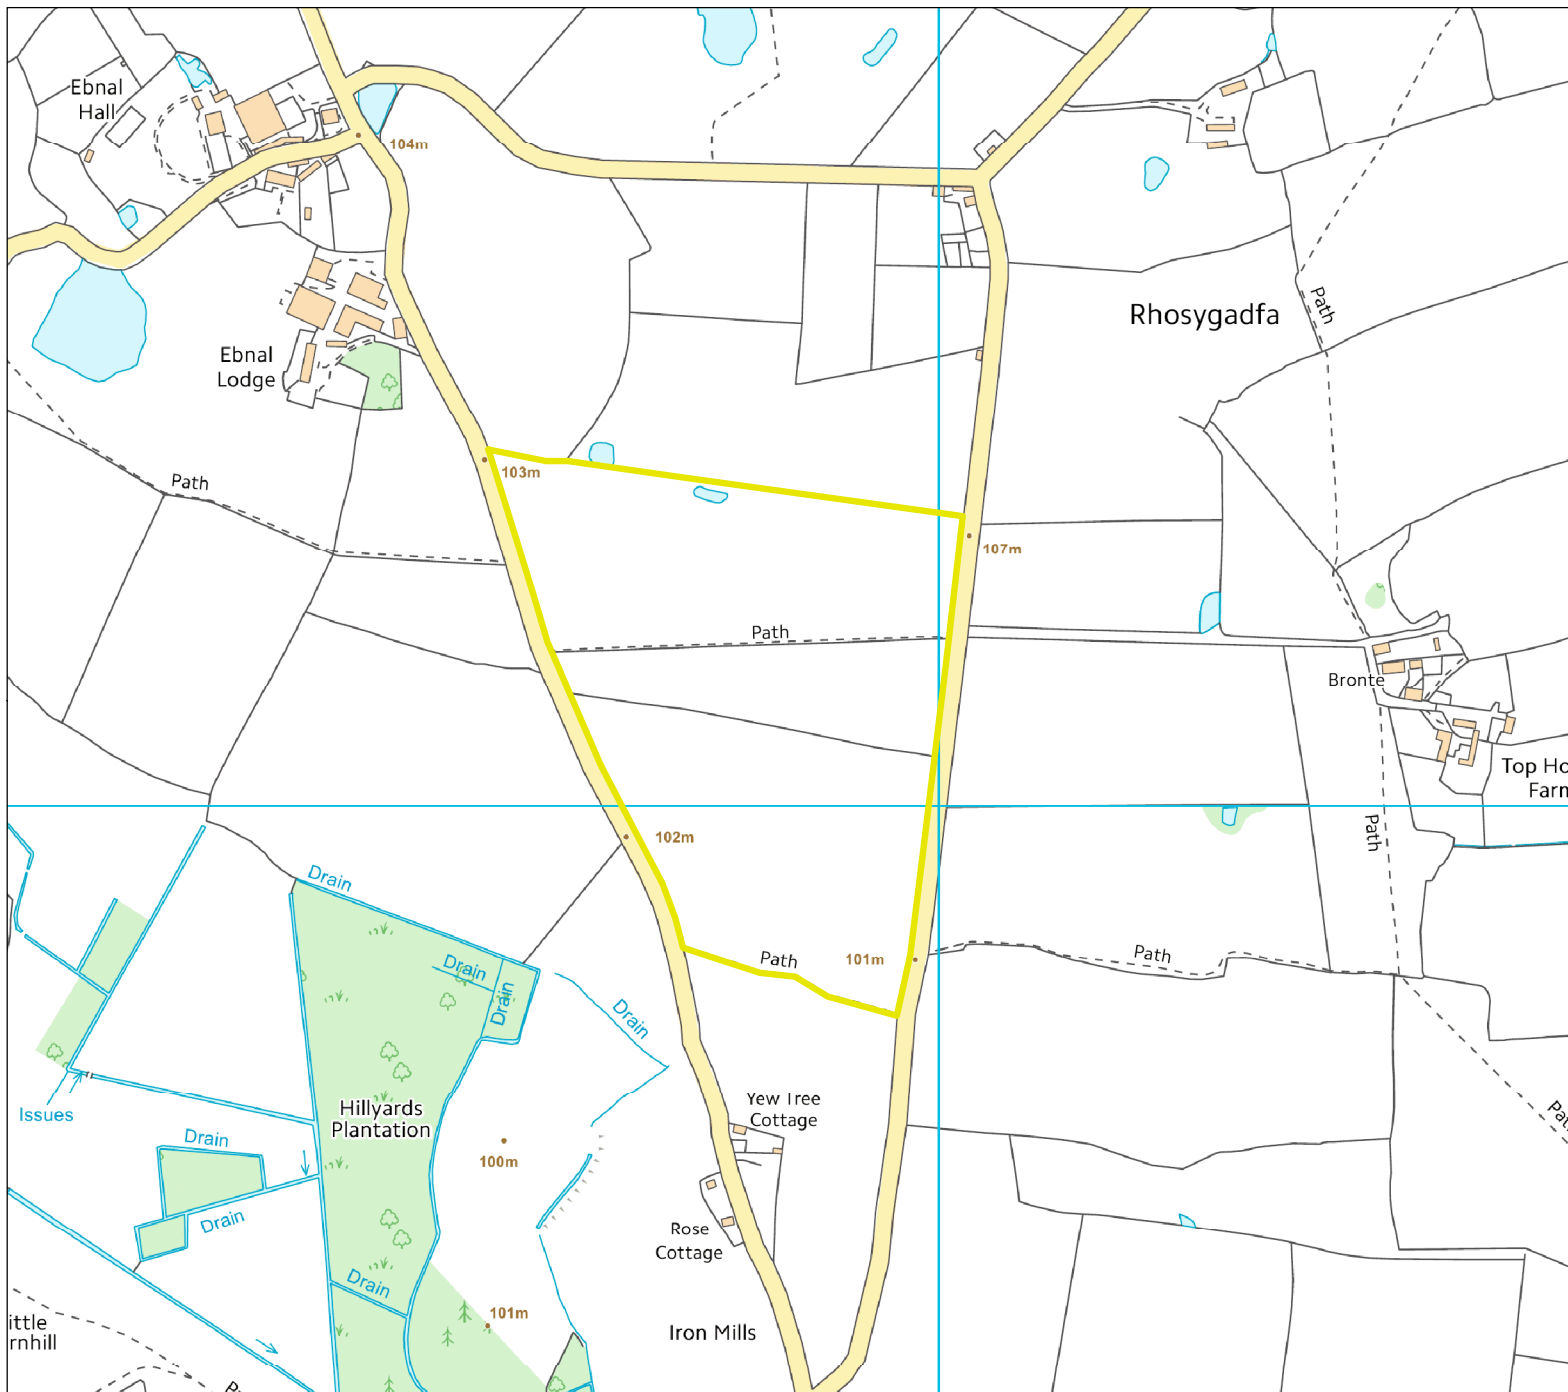 Ebnal
Hall
104m
Rhosygadfa
Path
Ebnal
Lodge
Path
103m
107m
Path
Bronte
Top Ho
Farm
102m
Path
Drain
Path
101m
Path
Drain
Drain
Drain
Issues
Hillyards
Plantation
Yew Tree
Cottage
Path
Drain
100m
Drain
Rose
Cottage
Drain
101m
Iron Mills
ittle
rnhill